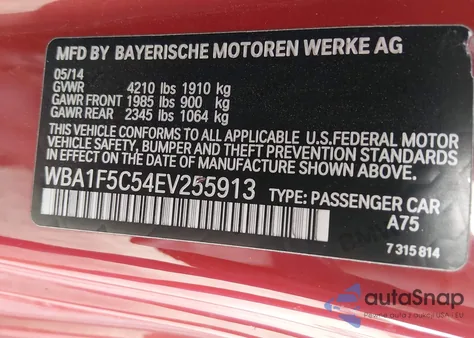 MFD BY BAYERISCHE MOTOREN WERKE AG
05/14
GVWR 4210 lbs 1910 kg
GAWR FRONT 1985 lbs 900 kg
GAWR REAR 2345 lbs 1064 kg
THIS VEHICLE CONFORMS TO ALL APPLICABLE U.S.FEDERAL MOTOR
VEHICLE SAFETY, BUMPER AND THEFT PREVENTION STANDARDS IN
EFFECT ON THE DATE OF MANUFACTURE SHOWN ABOVE.
WBA1F5C54EV255913 TYPE: PASSENGER CAR
A75
7 315 814
autoSnap